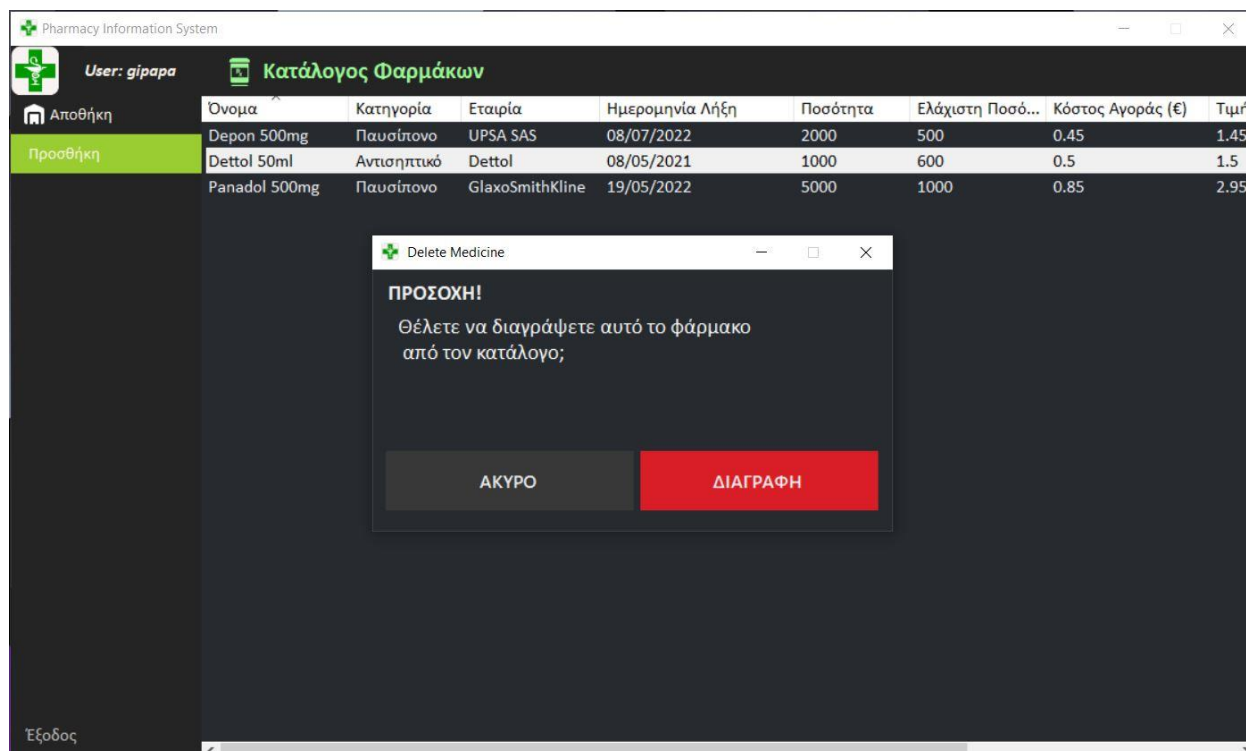 Pharmacy Information System
User: gipapa
Κατάλογος Φαρμάκων
Αποθήκη
Προσθήκη
Όνομα Κατηγορία Εταιρία Ημερομηνία Λήξη Ποσότητα Ελάχιστη Ποσό... Κόστος Αγοράς (€) Τιμή
Depon 500mg Παυσίπονο UPSA SAS 08/07/2022 2000 500 0.45 1.45
Dettol 50ml Αντισηπτικό Dettol 08/05/2021 1000 600 0.5 1.5
Panadol 500mg Παυσίπονο GlaxoSmithKline 19/05/2022 5000 1000 0.85 2.95
Delete Medicine
ΠΡΟΣΟΧΗ!
Θέλετε να διαγράψετε αυτό το φάρμακο
από τον κατάλογο;
ΑΚΥΡΟ ΔΙΑΓΡΑΦΗ
Έξοδος